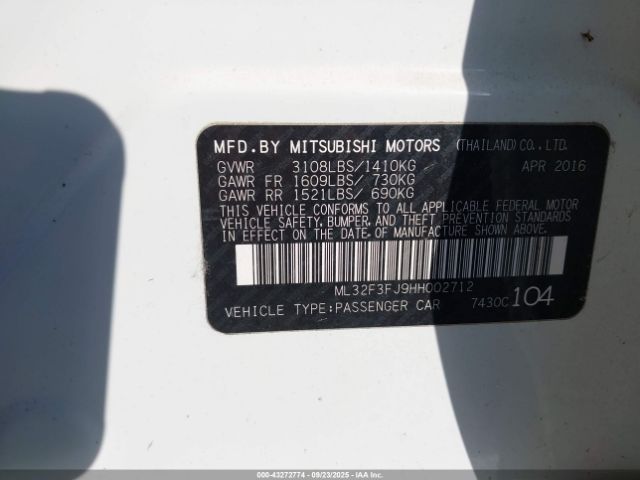 MFD.BY MITSUBISHI MOTORS (THAILAND)CO.,LTD.
GVWR 3108LBS/1410KG APR 2016
GAWR FR 1609LBS/ 730KG
GAWR RR 1521LBS/ 690KG
THIS VEHICLE CONFORMS TO ALL APPLICABLE FEDERAL MOTOR
VEHICLE SAFETY, BUMPER, AND THEFT PREVENTION STANDARDS
IN EFFECT ON THE DATE OF MANUFACTURE SHOWN ABOVE.
ML32F3FJ9HH002712
VEHICLE TYPE:PASSENGER CAR 7430C 104
000-43272774 - 09/23/2025 - IAAI.COM